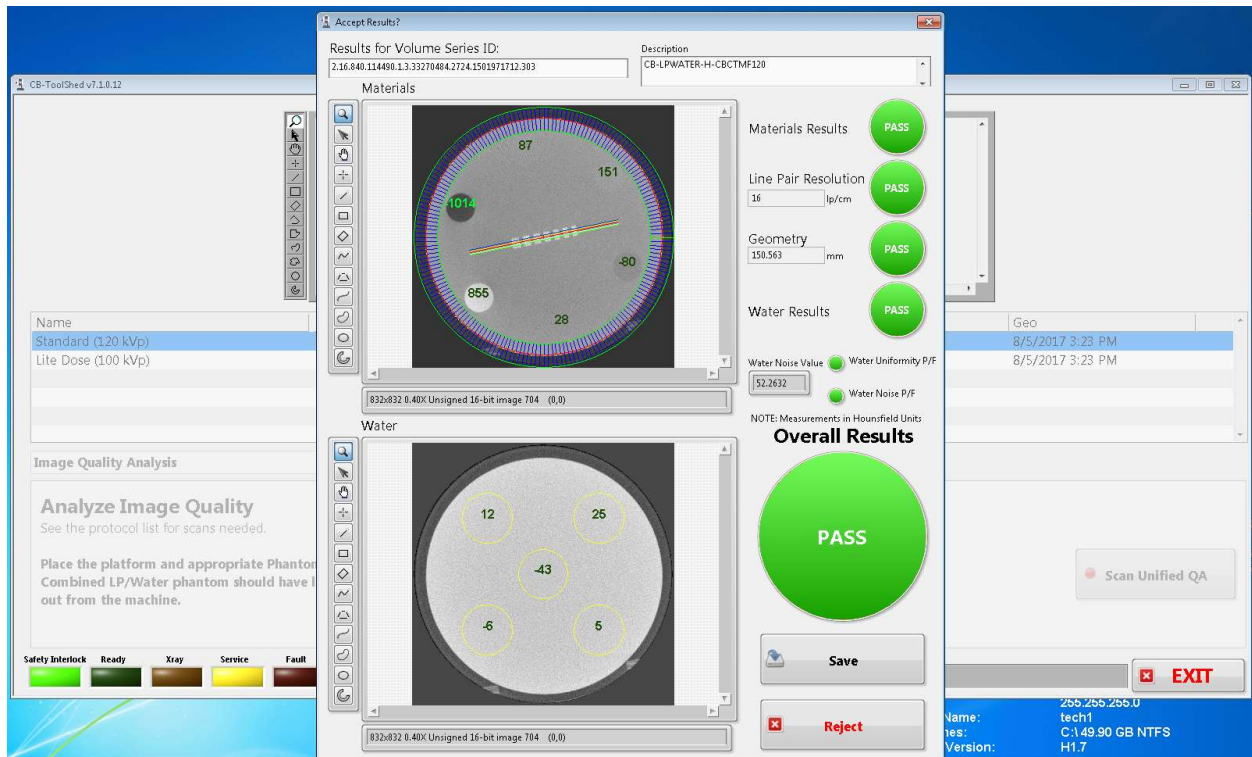 Accept Results?
Results for Volume Series ID:
2.16.840.114490.1.3.33270484.2724.1501971712.303
Description
CB-LPWATER-H-CBCTMF120
CB-ToolShed v7.1.0.12
Materials
87
151
1014
-80
855
28
832x832 0.40X Unsigned 16-bit image 704 (0,0)
Materials Results
PASS
Line Pair Resolution
16 lp/cm
PASS
Geometry
150.563 mm
PASS
Water Results
PASS
Water Noise Value
52.2632
Water Uniformity P/F
Water Noise P/F
NOTE: Measurements in Hounsfield Units
Overall Results
PASS
Save
Reject
Water
12
25
-43
-6
5
832x832 0.40X Unsigned 16-bit image 704 (0,0)
Name
Geo
Standard (120 kVp)
8/5/2017 3:23 PM
Lite Dose (100 kVp)
8/5/2017 3:23 PM
Image Quality Analysis
Analyze Image Quality
See the protocol list for scans needed.
Place the platform and appropriate Phantom
Combined LP/Water phantom should have
out from the machine.
Scan Unified QA
Safety Interlock
Ready
Xray
Service
Fault
EXIT
255.255.255.0
Name: tech1
C:\ 49.90 GB NTFS
Version: H1.7